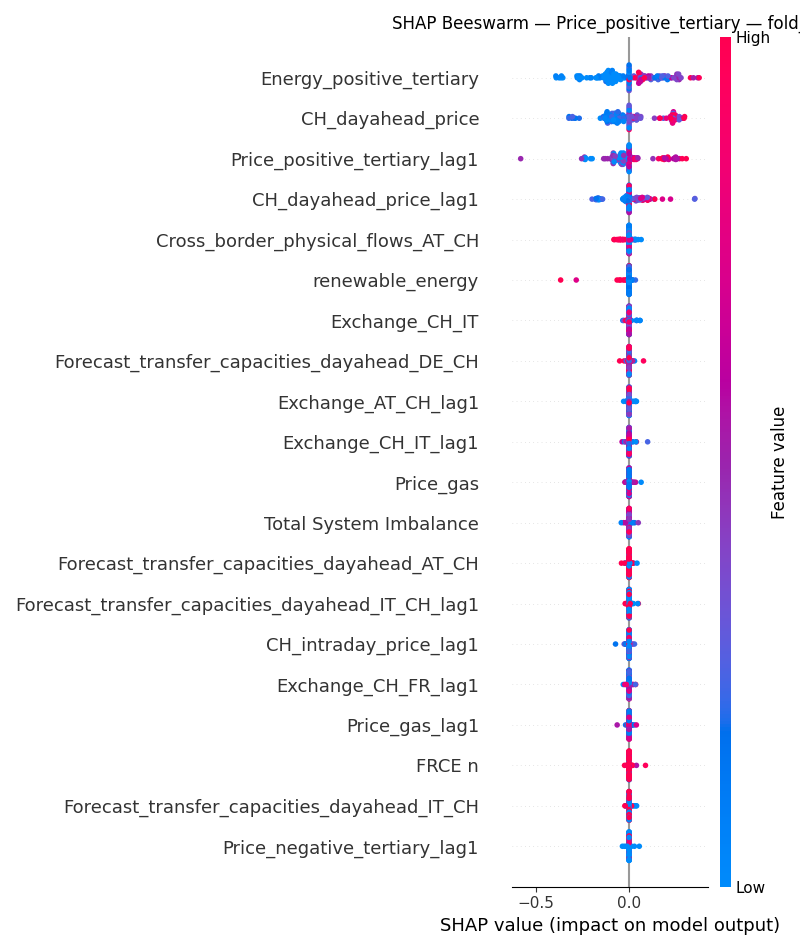 SHAP Beeswarm — Price_positive_tertiary — fold_
High
Energy_positive_tertiary
CH_dayahead_price
Price_positive_tertiary_lag1
CH_dayahead_price_lag1
Cross_border_physical_flows_AT_CH
renewable_energy
Exchange_CH_IT
Forecast_transfer_capacities_dayahead_DE_CH
Exchange_AT_CH_lag1
Exchange_CH_IT_lag1
Price_gas
Total System Imbalance
Forecast_transfer_capacities_dayahead_AT_CH
Forecast_transfer_capacities_dayahead_IT_CH_lag1
CH_intraday_price_lag1
Exchange_CH_FR_lag1
Price_gas_lag1
FRCE n
Forecast_transfer_capacities_dayahead_IT_CH
Price_negative_tertiary_lag1
Feature value
Low
−0.5 0.0
SHAP value (impact on model output)